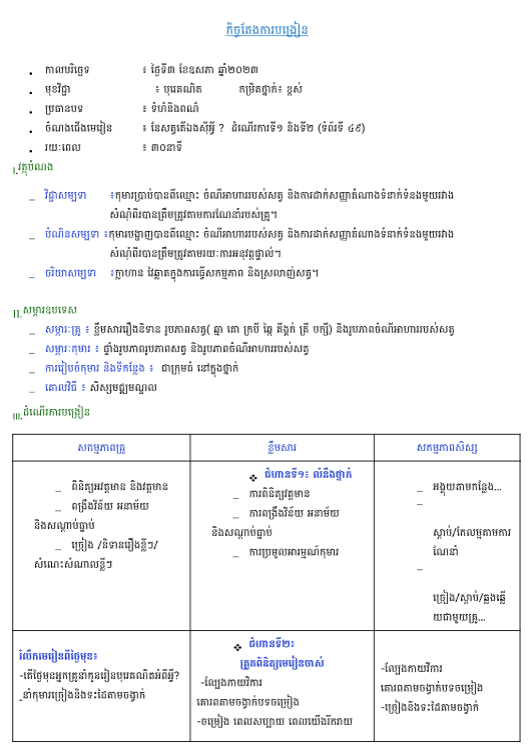 កិច្ចតែងការបង្រៀន
• កាលបរិច្ឆេទ ៖ ថ្ងៃទី៣ ខែឧសភា ឆ្នាំ២០២៣
• មុខវិជ្ជា ៖ បុរេគណិត កម្រិតថ្នាក់៖ ខ្ពស់
• ប្រធានបទ ៖ ទំហំនិងពណ៌
• ចំណងជើងមេរៀន ៖ តែសត្វតើឯងស៊ីអ្វី ? ដំណើរការទី១ និងទី២ (ទំព័រទី ៤៩)
• រយៈពេល ៖ ៣០នាទី
I.វត្ថុបំណង
_ វិជ្ជាសម្បទា ៖កុមារប្រាប់បានពីឈ្មោះ ចំណីអាហាររបស់សត្វ និងការដាក់សញ្ញាតំណាងទំនាក់ទំនងមួយរវាង
សំណុំពីរបានត្រឹមត្រូវតាមការណែនាំរបស់គ្រូ។
_ បំណិនសម្បទា ៖កុមារបង្ហាញបានពីឈ្មោះ ចំណីអាហាររបស់សត្វ និងការដាក់សញ្ញាតំណាងទំនាក់ទំនងមួយរវាង
សំណុំពីរបានត្រឹមត្រូវតាមរយៈការអនុវត្តផ្ទាល់។
_ ចរិយាសម្បទា ៖ក្លាហាន វៃឆ្លាតក្នុងការធ្វើសកម្មភាព និងស្រលាញ់សត្វ។
II.សម្ភារឧបទេស
_ សម្ភារៈគ្រូ ៖ ខ្លឹមសាររឿងនិទាន រូបភាពសត្វ( ឆ្មា គោ ក្របី ឆ្កែ គីង្គក់ ត្រី បក្សី) និងរូបភាពចំណីអាហាររបស់សត្វ
_ សម្ភារៈកុមារ ៖ ផ្ទាំងរូបភាពរូបភាពសត្វ និងរូបភាពចំណីអាហាររបស់សត្វ
_ ការរៀបចំកុមារ និងទីកន្លែង ៖ ជាក្រុមធំ នៅក្នុងថ្នាក់
_ គោលវិធី ៖ សិស្សមជ្ឈមណ្ឌល
III.ដំណើរការបង្រៀន
សកម្មភាពគ្រូ ខ្លឹមសារ សកម្មភាពសិស្ស
_ ពិនិត្យអវត្តមាន និងវត្តមាន
_ ពង្រឹងវិន័យ អនាម័យ
និងសណ្តាប់ធ្នាប់
_ ច្រៀង /និទានរឿងខ្លីៗ/
សំណេះសំណាលខ្លីៗ
❖ ជំហានទី១៖ លំនឹងថ្នាក់
_ ការពិនិត្យវត្តមាន
_ ការពង្រឹងវិន័យ អនាម័យ
និងសណ្តាប់ធ្នាប់
_ ការប្រមូលអារម្មណ៍កុមារ
_ អង្គុយតាមកន្លែង...
_
ស្តាប់/កែលម្អតាមការ
ណែនាំ
_
ច្រៀង/ស្តាប់/ឆ្លងឆ្លើ
យជាមួយគ្រូ...
រំលឹកមេរៀនពីថ្ងៃមុន៖
-តើថ្ងៃមុនអ្នកគ្រូនាំកូនរៀនបុរេគណិតអំពីអ្វី?
_នាំកុមារច្រៀងនិងទះដៃតាមចង្វាក់
❖ ជំហានទី២៖
ត្រួតពិនិត្យមេរៀនចាស់
-ល្បែងកាយវិការ
គោរពតាមចង្វាក់បទចម្រៀង
-ចម្រៀង ពេលសប្បាយ ពេលយើងរីករាយ
-ល្បែងកាយវិការ
គោរពតាមចង្វាក់បទចម្រៀង
-ច្រៀងនិងទះដៃតាមចង្វាក់